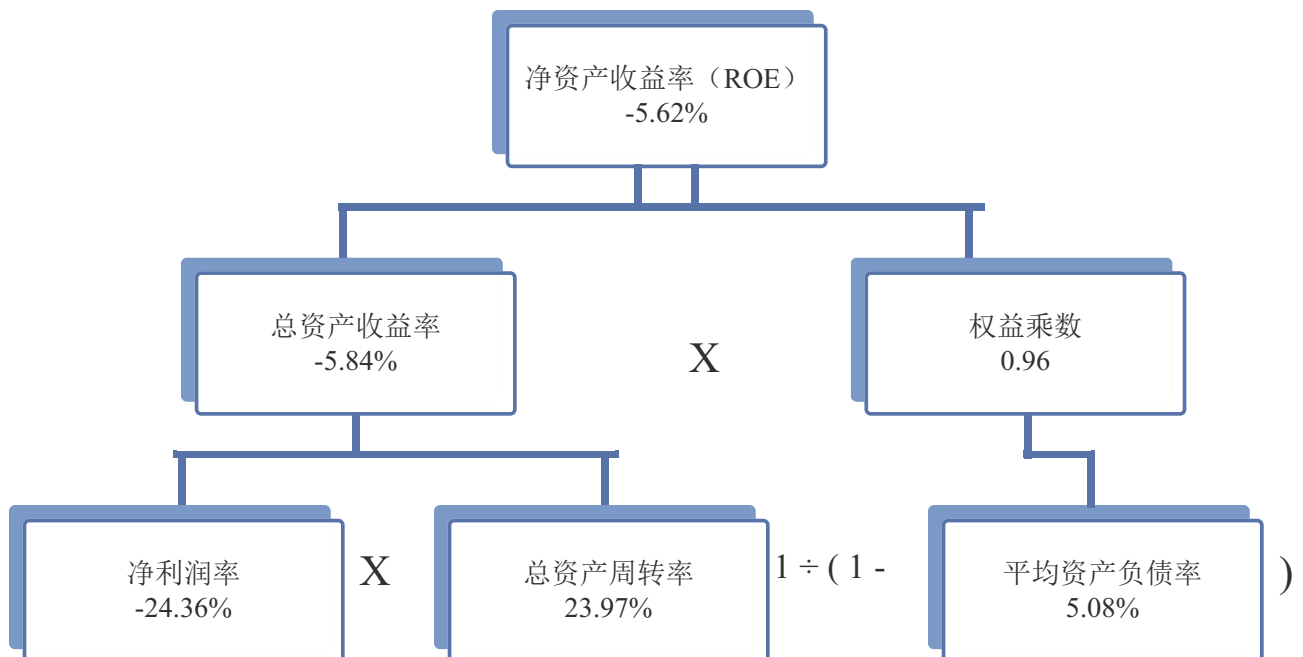 净资产收益率（ROE）
-5.62%
总资产收益率
-5.84%
X
权益乘数
0.96
净利润率
-24.36%
X
总资产周转率
23.97%
1 ÷ ( 1 -
平均资产负债率
5.08%
)